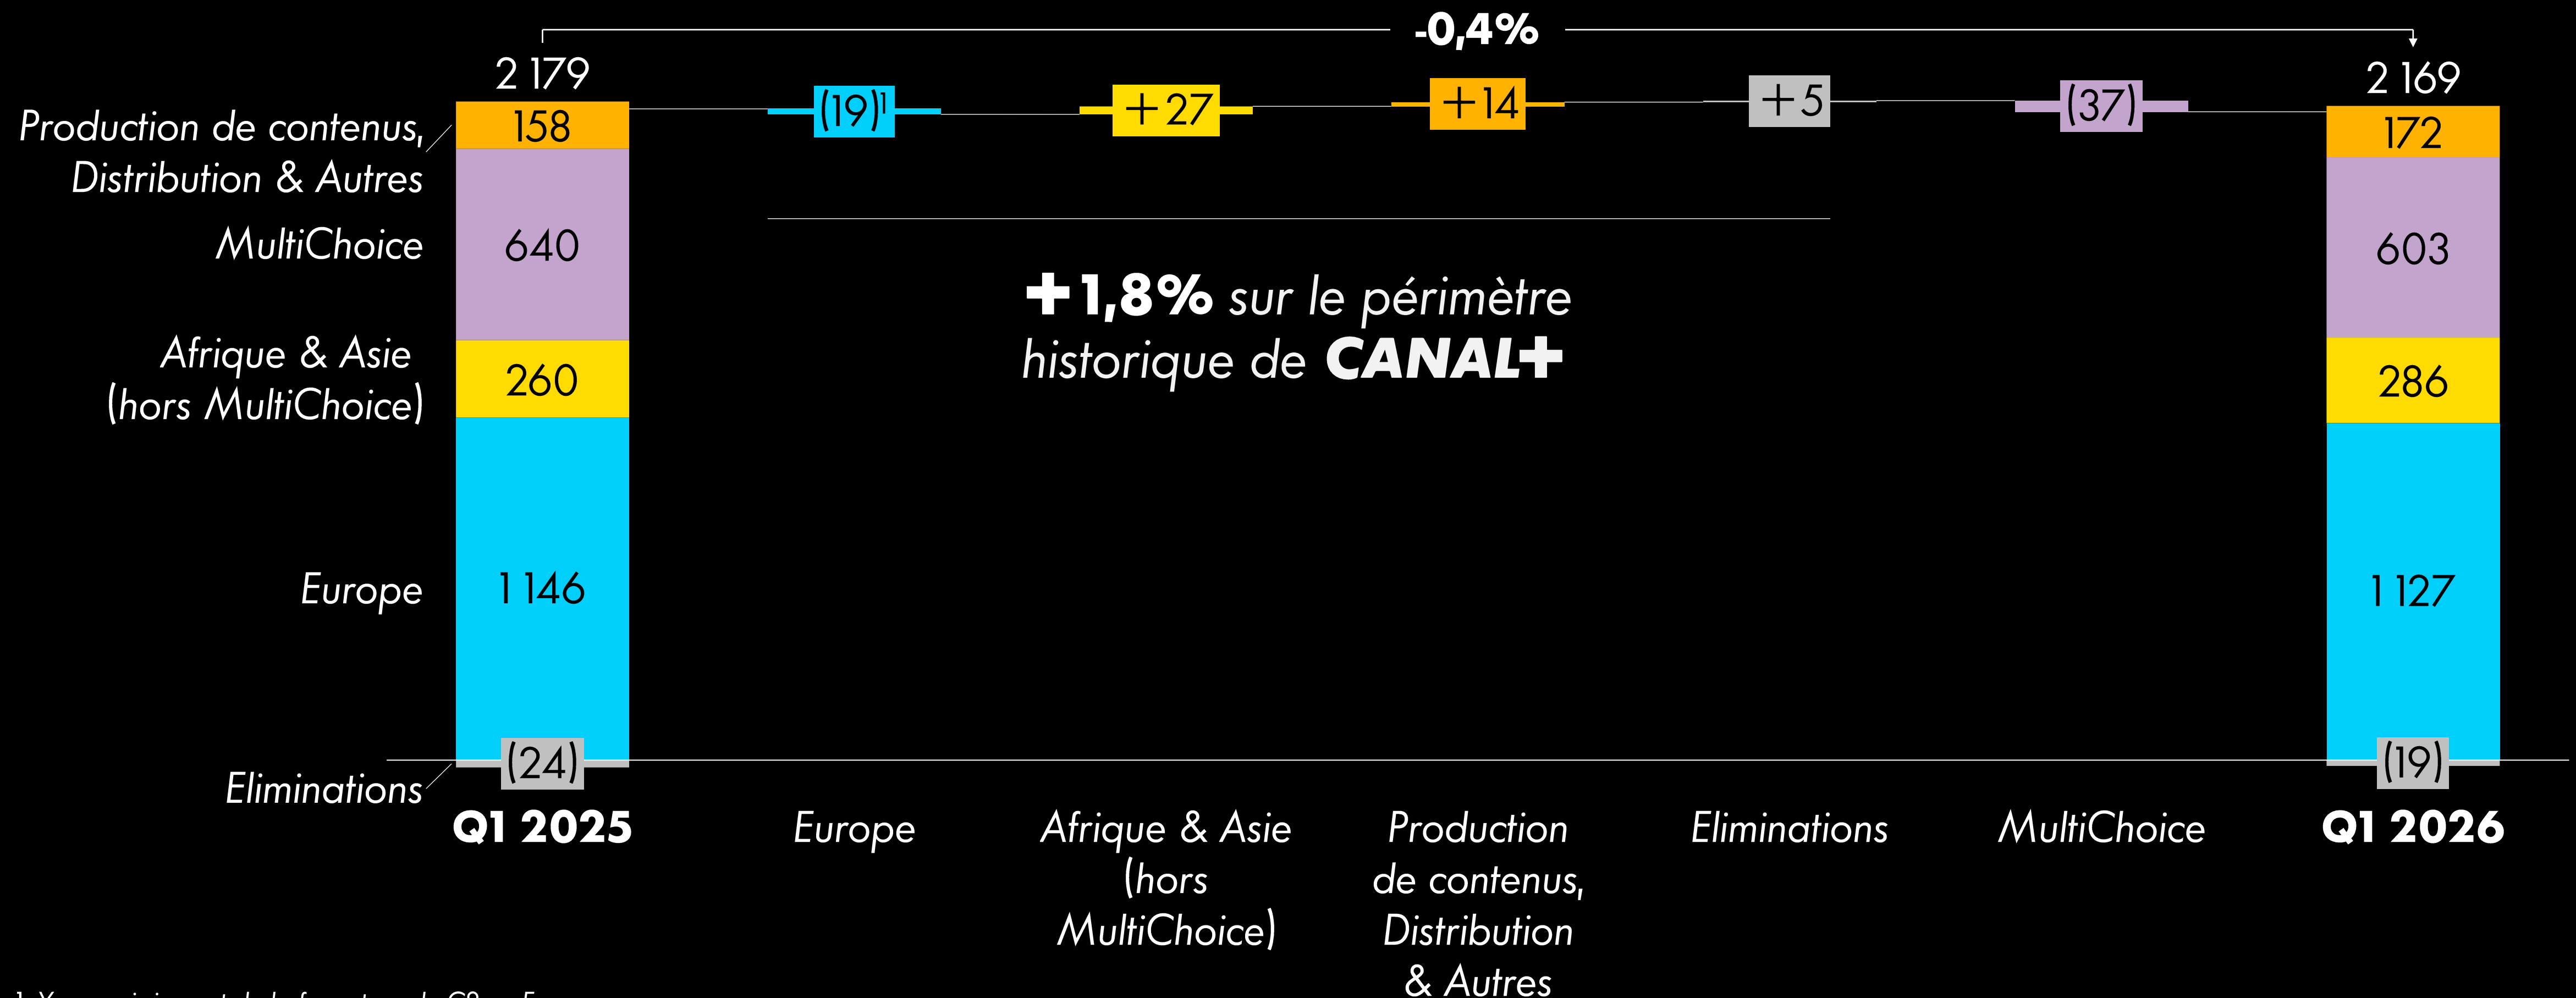 -0,4%
2 179
2 169
(19)¹
+27
+14
+5
(37)
Production de contenus,
Distribution & Autres
158
172
MultiChoice
640
603
+1,8% sur le périmètre
historique de CANAL+
Afrique & Asie
(hors MultiChoice)
260
286
Europe
1 146
1 127
Eliminations
(24)
(19)
Q1 2025
Europe
Afrique & Asie
(hors
MultiChoice)
Production
de contenus,
Distribution
& Autres
Eliminations
MultiChoice
Q1 2026